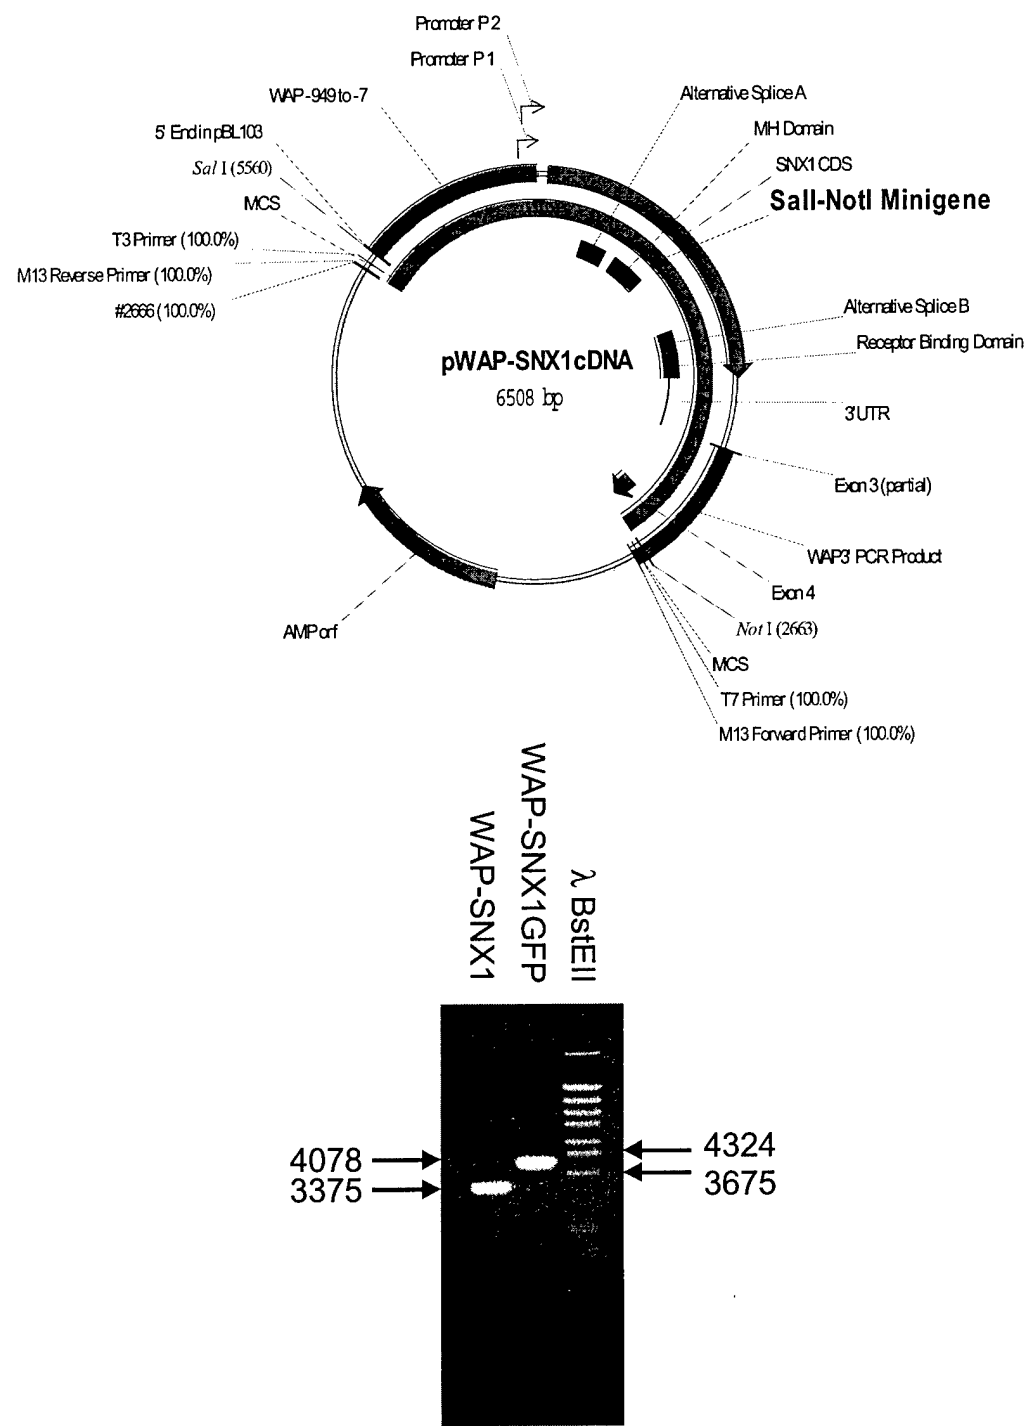 Promoter P2
Promoter P1
WAP-949 to -7
5' End in pBL103
Sal I (5560)
MCS
T3 Primer (100.0%)
M13 Reverse Primer (100.0%)
#2666 (100.0%)
Alternative Splice A
MH Domain
SNX1 CDS
SalI-NotI Minigene
Alternative Splice B
Receptor Binding Domain
3'UTR
pWAP-SNX1cDNA
6508 bp
Exon 3 (partial)
WAP3' PCR Product
Exon 4
Not I (2663)
MCS
T7 Primer (100.0%)
M13 Forward Primer (100.0%)
AMP orf
WAP-SNX1
WAP-SNX1GFP
λ BstEII
4078
3375
4324
3675